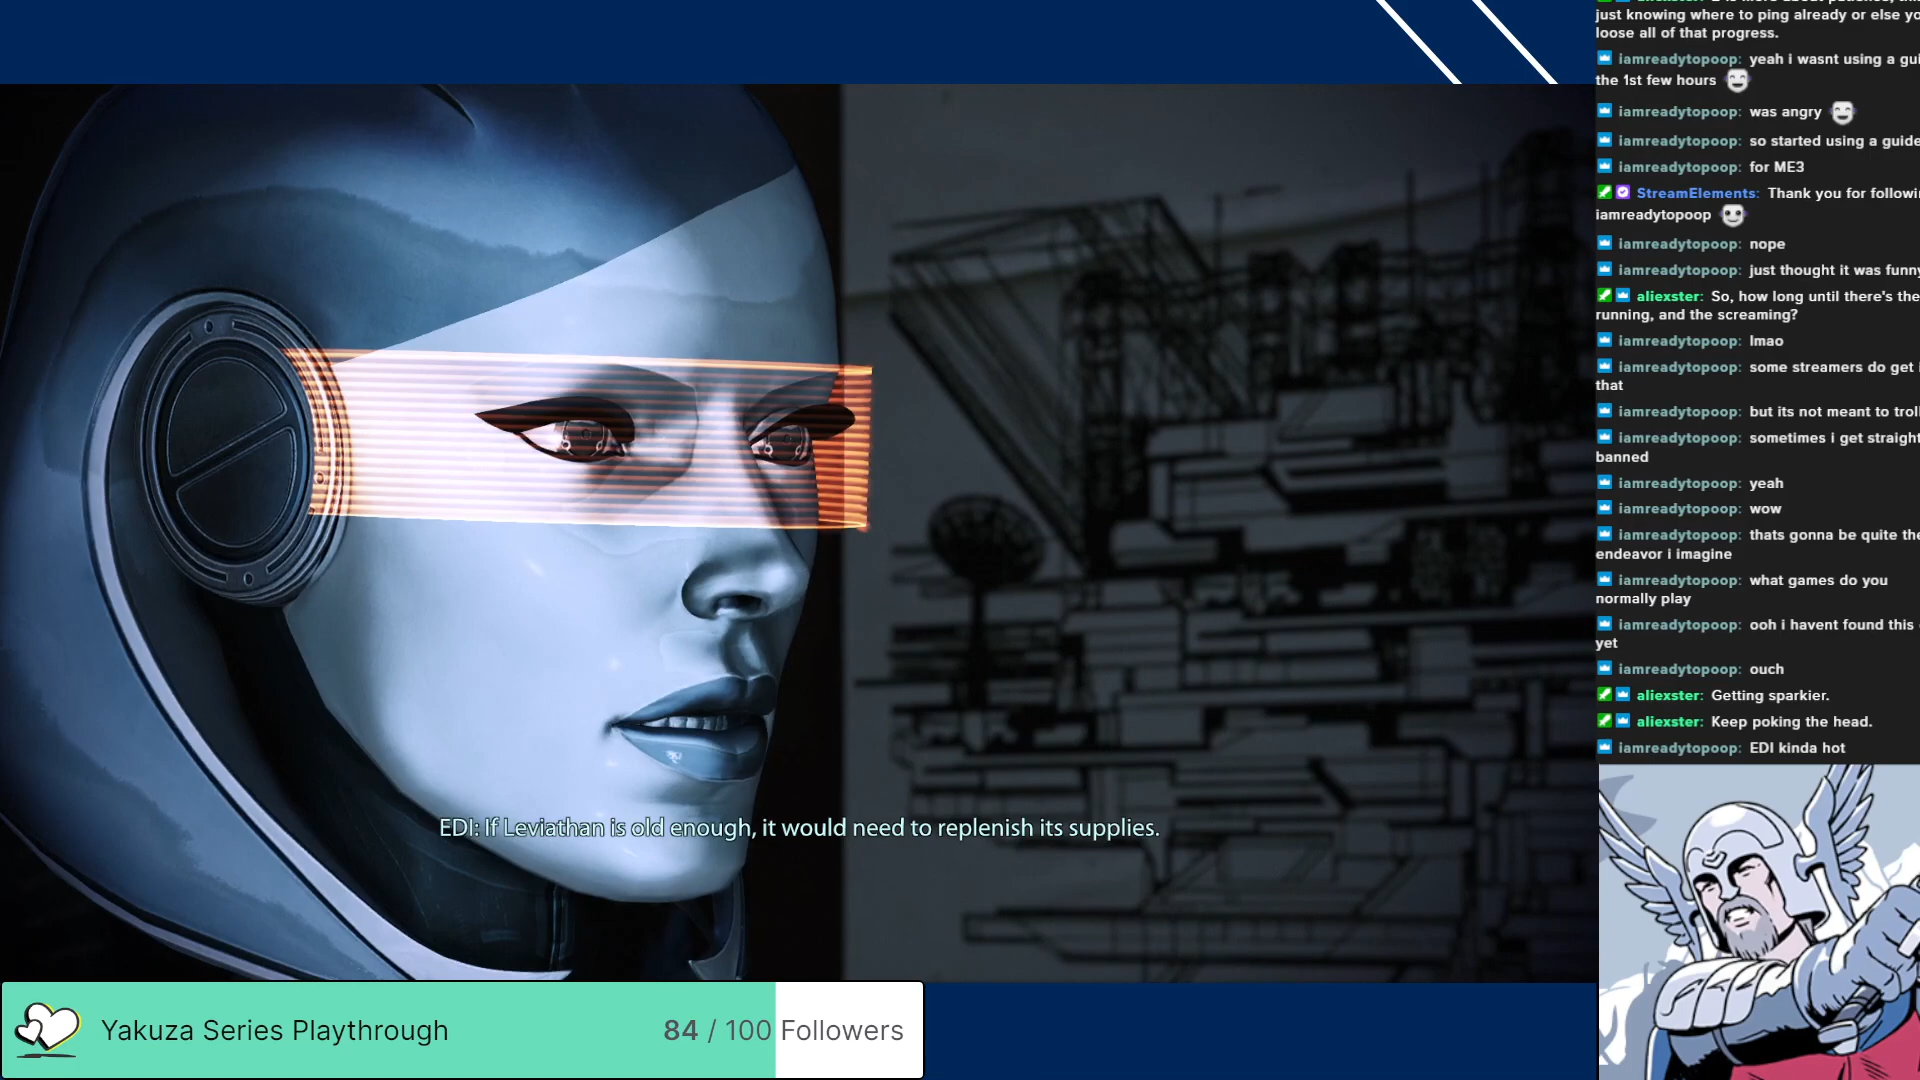 just knowing where to ping already or else yo
loose all of that progress.
iamreadytopoop: yeah i wasnt using a gui
the 1st few hours
iamreadytopoop: was angry
iamreadytopoop: so started using a guide
iamreadytopoop: for ME3
StreamElements: Thank you for followin
iamreadytopoop
iamreadytopoop: nope
iamreadytopoop: just thought it was funny
aliexster: So, how long until there's the
running, and the screaming?
iamreadytopoop: lmao
iamreadytopoop: some streamers do get i
that
iamreadytopoop: but its not meant to troll
iamreadytopoop: sometimes i get straight
banned
iamreadytopoop: yeah
iamreadytopoop: wow
iamreadytopoop: thats gonna be quite the
endeavor i imagine
iamreadytopoop: what games do you
normally play
iamreadytopoop: ooh i havent found this
yet
iamreadytopoop: ouch
aliexster: Getting sparkier.
aliexster: Keep poking the head.
iamreadytopoop: EDI kinda hot
EDI: If Leviathan is old enough, it would need to replenish its supplies.
Yakuza Series Playthrough 84 / 100 Followers